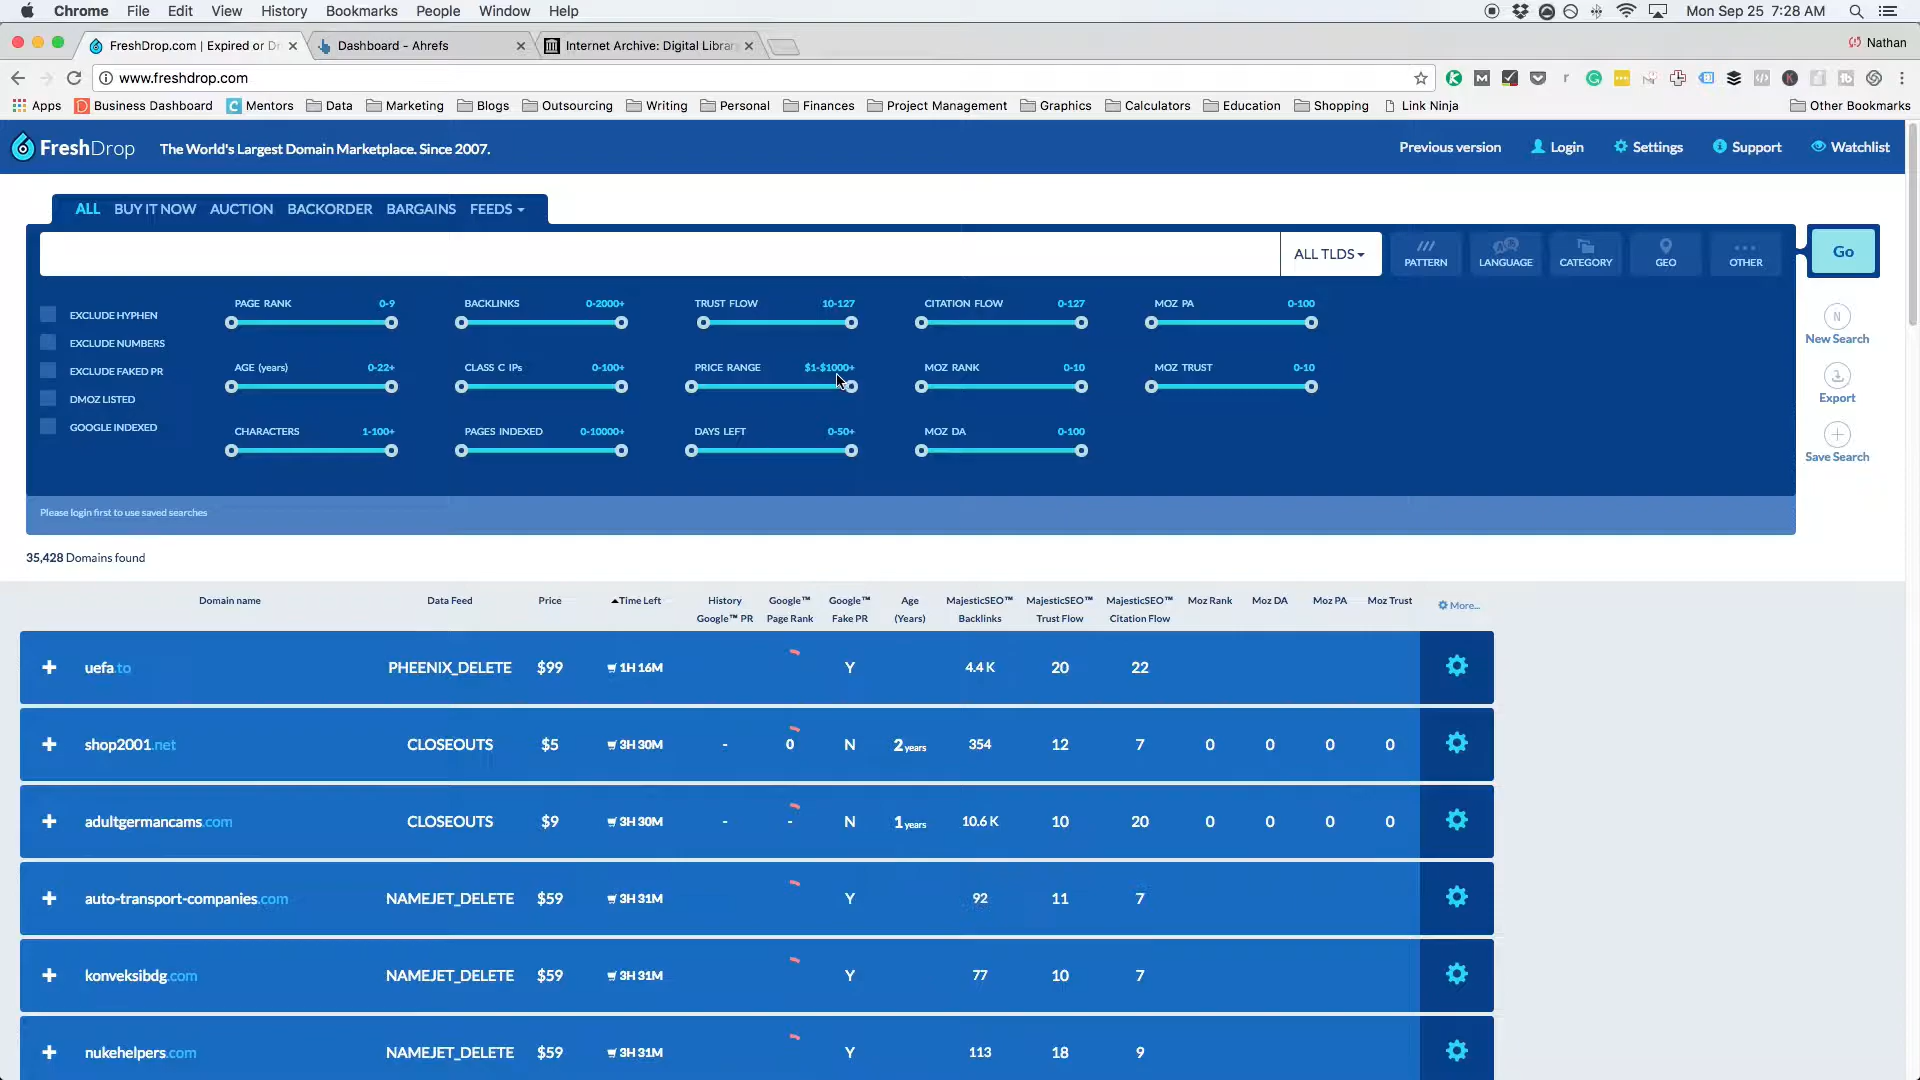 Chrome File Edit View History Bookmarks People Window Help Mon Sep 25 7:28 AM
FreshDrop.com | Expired or Dr Dashboard - Ahrefs Internet Archive: Digital Librar Nathan
www.freshdrop.com
Apps Business Dashboard Mentors Data Marketing Blogs Outsourcing Writing Personal Finances Project Management Graphics Calculators Education Shopping Link Ninja Other Bookmarks
FreshDrop The World's Largest Domain Marketplace. Since 2007. Previous version Login Settings Support Watchlist
ALL BUY IT NOW AUCTION BACKORDER BARGAINS FEEDS
ALL TLDS PATTERN LANGUAGE CATEGORY GEO OTHER Go
EXCLUDE HYPHEN PAGE RANK 0-9 BACKLINKS 0-2000+ TRUST FLOW 10-127 CITATION FLOW 0-127 MOZ PA 0-100
New Search
EXCLUDE NUMBERS
EXCLUDE FAKED PR AGE (years) 0-22+ CLASS C IPs 0-100+ PRICE RANGE $1-$1000+ MOZ RANK 0-10 MOZ TRUST 0-10
DMOZ LISTED Export
GOOGLE INDEXED CHARACTERS 1-100+ PAGES INDEXED 0-10000+ DAYS LEFT 0-50+ MOZ DA 0-100
Save Search
Please login first to use saved searches
35,428 Domains found
Domain name Data Feed Price Time Left History Google™ PR Google™ Page Rank Google™ Fake PR Age (Years) MajesticSEO™ Backlinks MajesticSEO™ Trust Flow MajesticSEO™ Citation Flow Moz Rank Moz DA Moz PA Moz Trust More...
uefa.to PHEENIX_DELETE $99 1H 16M Y 4.4 K 20 22
shop2001.net CLOSEOUTS $5 3H 30M - 0 N 2 years 354 12 7 0 0 0 0
adultgermancams.com CLOSEOUTS $9 3H 30M - - N 1 years 10.6 K 10 20 0 0 0 0
auto-transport-companies.com NAMEJET_DELETE $59 3H 31M Y 92 11 7
konveksibdg.com NAMEJET_DELETE $59 3H 31M Y 77 10 7
nukehelpers.com NAMEJET_DELETE $59 3H 31M Y 113 18 9